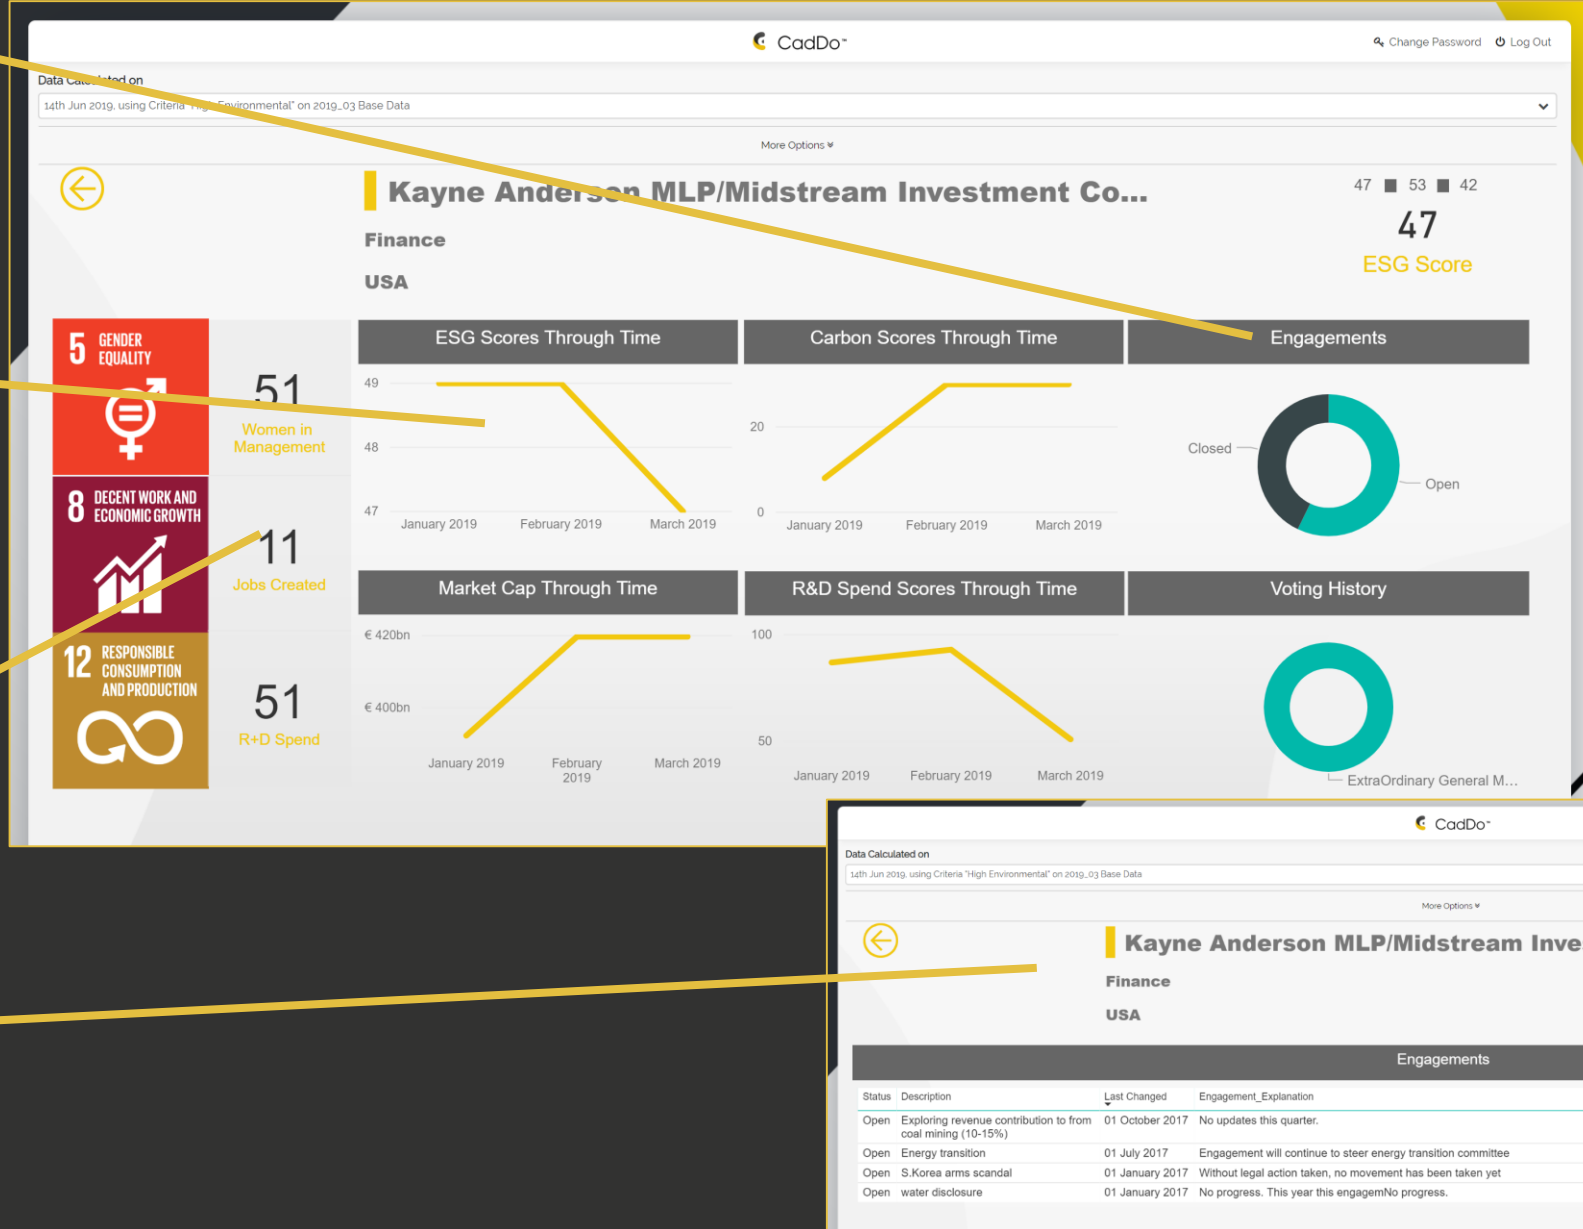 CadDo™
Change Password Log Out
Data Calculated on
14th Jun 2019, using Criteria "High Environmental" on 2019_03 Base Data
More Options
Kayne Anderson MLP/Midstream Investment Co...
Finance
USA
47 53 42
47
ESG Score
5 GENDER
EQUALITY
51
Women in
Management
8 DECENT WORK AND
ECONOMIC GROWTH
11
Jobs Created
12 RESPONSIBLE
CONSUMPTION
AND PRODUCTION
51
R+D Spend
ESG Scores Through Time
49
48
47
January 2019 February 2019 March 2019
Carbon Scores Through Time
20
0
January 2019 February 2019 March 2019
Engagements
Closed
Open
Market Cap Through Time
€ 420bn
€ 400bn
January 2019 February March 2019
2019
R&D Spend Scores Through Time
100
50
January 2019 February 2019 March 2019
Voting History
ExtraOrdinary General M...
CadDo™
Data Calculated on
14th Jun 2019, using Criteria "High Environmental" on 2019_03 Base Data
More Options
Kayne Anderson MLP/Midstream Inve
Finance
USA
Engagements
Status Description Last Changed Engagement_Explanation
Open Exploring revenue contribution to from 01 October 2017 No updates this quarter.
coal mining (10-15%)
Open Energy transition 01 July 2017 Engagement will continue to steer energy transition committee
Open S.Korea arms scandal 01 January 2017 Without legal action taken, no movement has been taken yet
Open water disclosure 01 January 2017 No progress. This year this engagemNo progress.